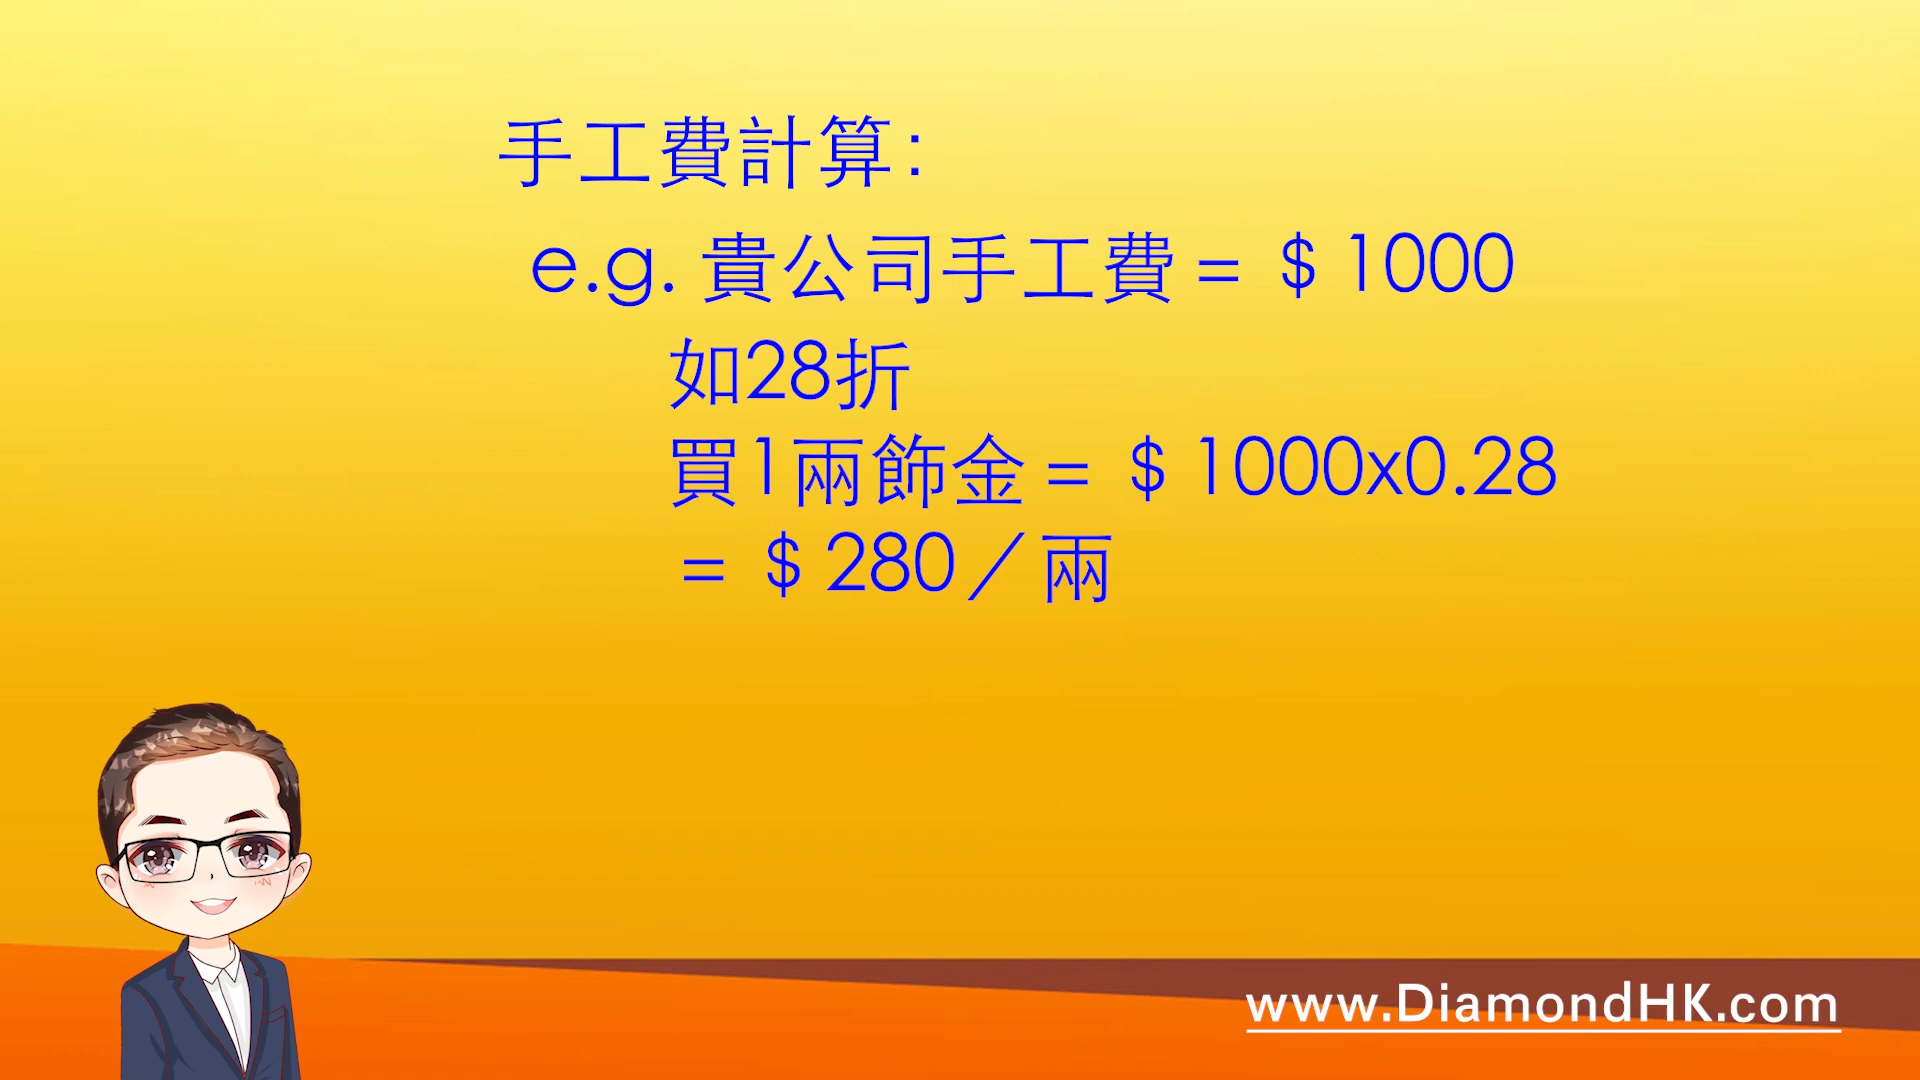 手工費計算：
e.g. 貴公司手工費＝＄1000
如28折
買1兩飾金＝＄1000x0.28
＝＄280／兩
www.DiamondHK.com